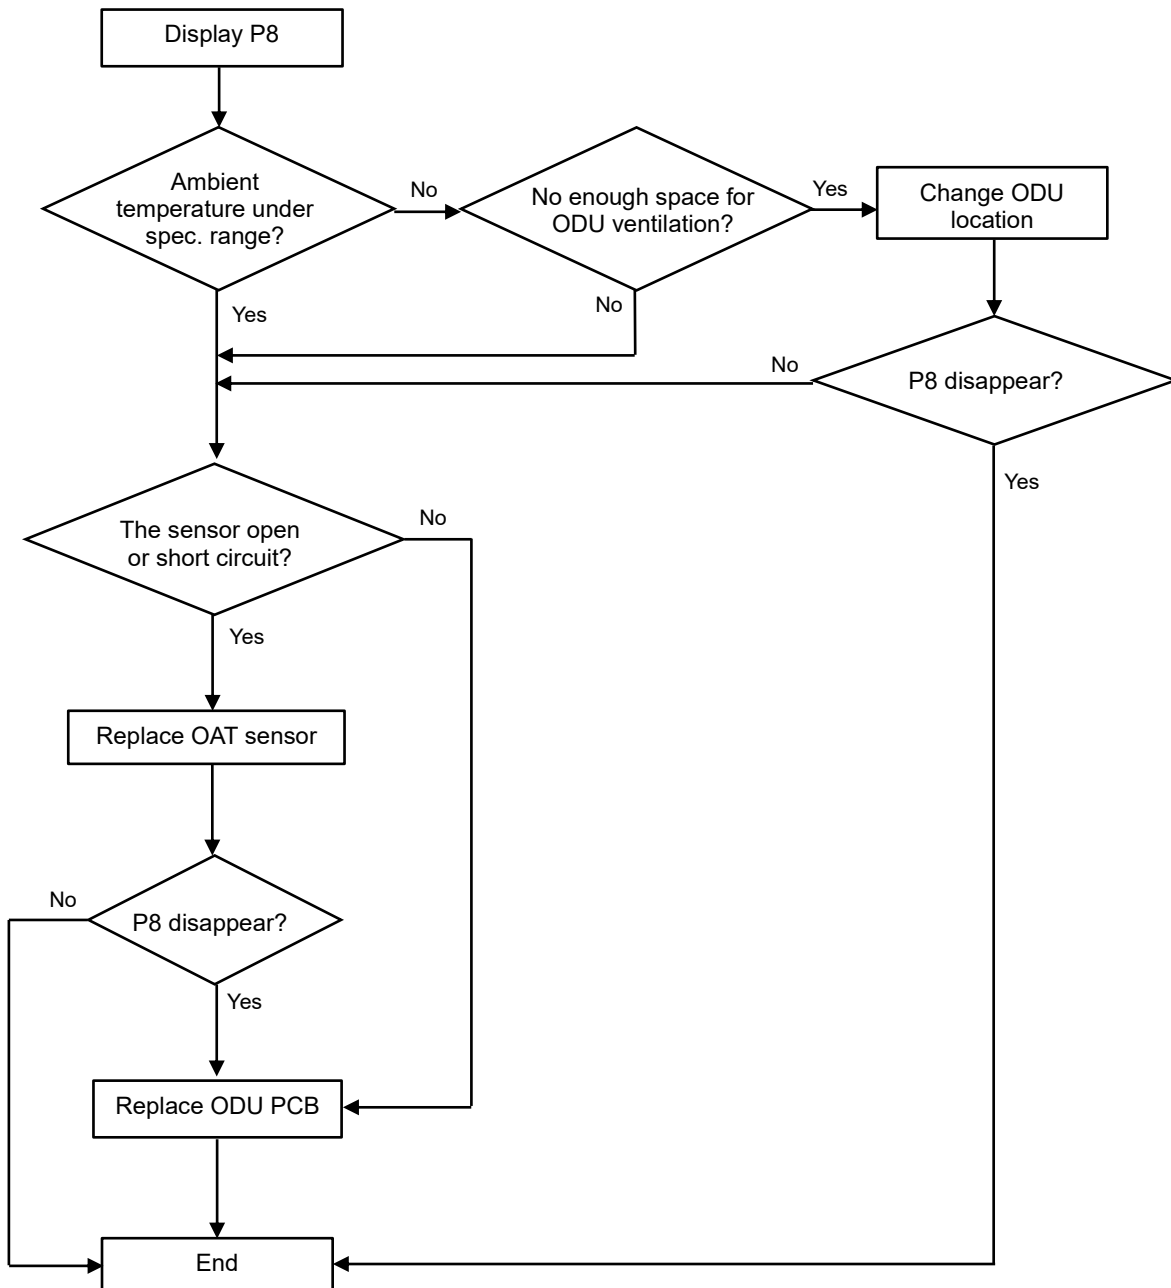 Display P8
Ambient
temperature under
spec. range?
No
No enough space for
ODU ventilation?
Yes
Change ODU
location
Yes
No
No
P8 disappear?
Yes
The sensor open
or short circuit?
No
Yes
Replace OAT sensor
No
P8 disappear?
Yes
Replace ODU PCB
End